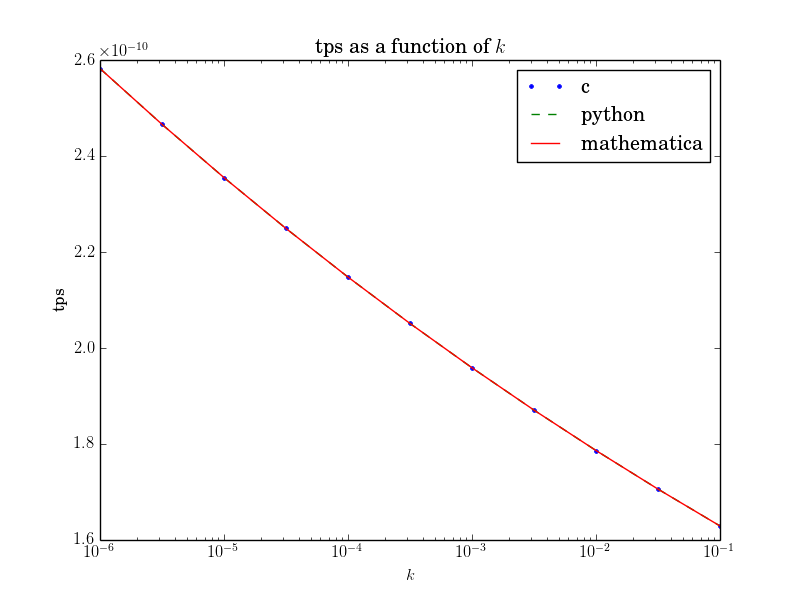 tps as a function of k
×10⁻¹⁰
2.6
2.4
2.2
2.0
1.8
1.6
tps
c
python
mathematica
10⁻⁶ 10⁻⁵ 10⁻⁴ 10⁻³ 10⁻² 10⁻¹
k